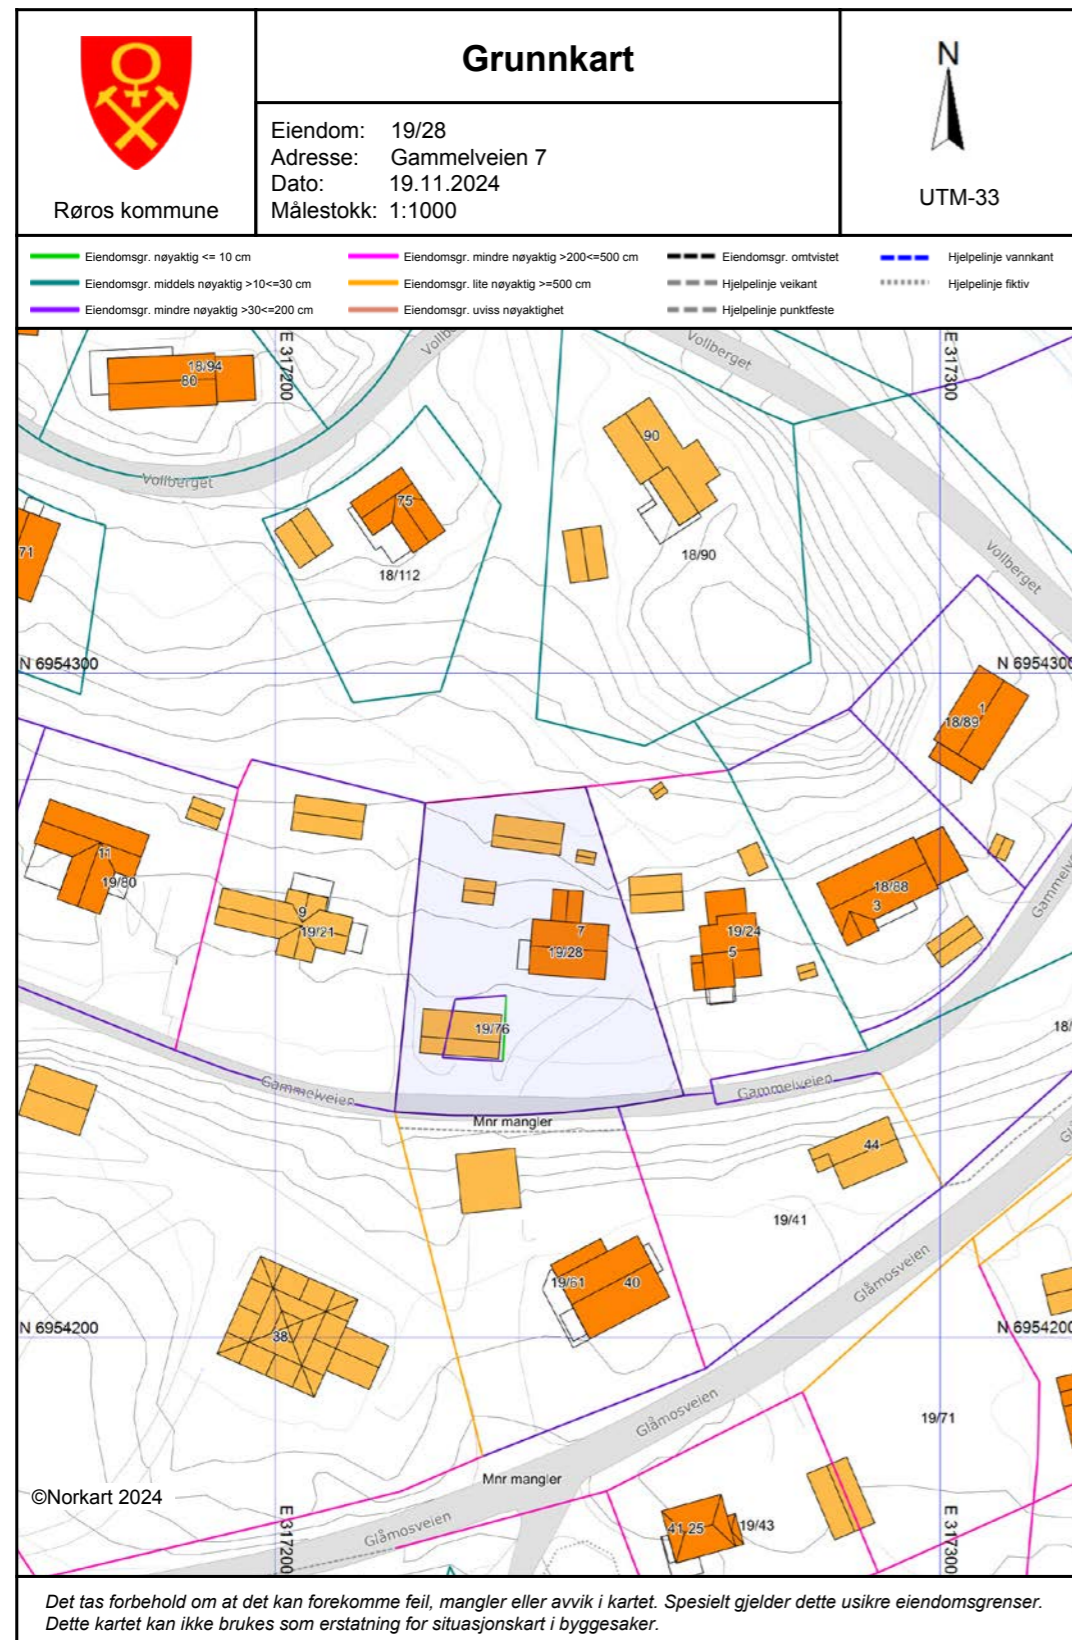 Grunnkart
Røros kommune
Eiendom: 19/28
Adresse: Gammelveien 7
Dato: 19.11.2024
Målestokk: 1:1000
N
UTM-33
Eiendomsgr. nøyaktig <= 10 cm
Eiendomsgr. middels nøyaktig >10<=30 cm
Eiendomsgr. mindre nøyaktig >30<=200 cm
Eiendomsgr. mindre nøyaktig >200<=500 cm
Eiendomsgr. lite nøyaktig >=500 cm
Eiendomsgr. uviss nøyaktighet
Eiendomsgr. omtvistet
Hjelpelinje veikant
Hjelpelinje punktfeste
Hjelpelinje vannkant
Hjelpelinje fiktiv
E 317200
E 317300
Vollberget
18/94
80
90
Vollberget
75
71
18/112
18/90
Vollberget
N 6954300
N 6954300
1
18/89
11
19/80
9
19/21
7
19/28
19/24
5
18/88
3
19/76
Gammelveien
Gammelveien
Mnr mangler
44
19/41
19/61
40
Glåmosveien
N 6954200
38
N 6954200
Glåmosveien
19/71
Mnr mangler
©Norkart 2024
Glåmosveien
41.25
19/43
E 317200
E 317300
Det tas forbehold om at det kan forekomme feil, mangler eller avvik i kartet. Spesielt gjelder dette usikre eiendomsgrenser.
Dette kartet kan ikke brukes som erstatning for situasjonskart i byggesaker.